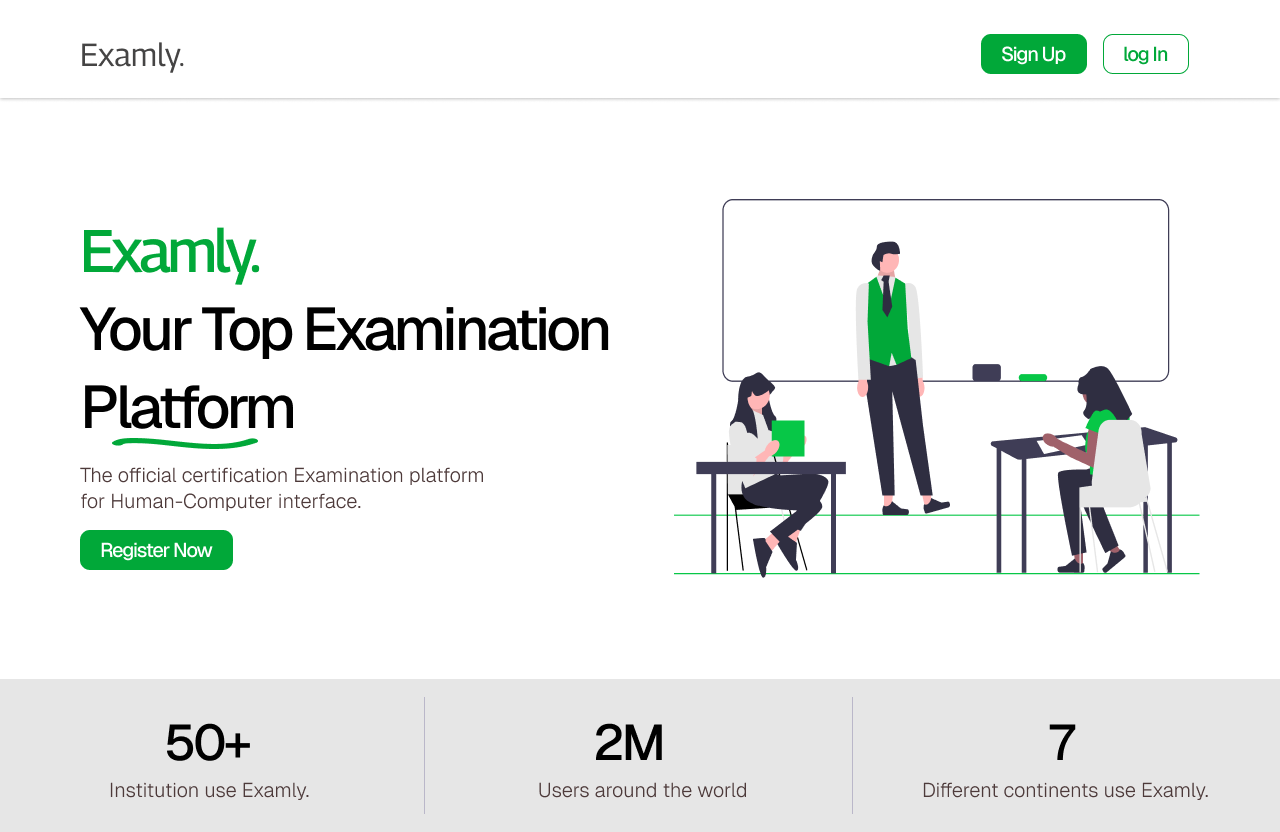 Examly.
Sign Up
log In
Examly.
Your Top Examination
Platform
The official certification Examination platform
for Human-Computer interface.
Register Now
50+
Institution use Examly.
2M
Users around the world
7
Different continents use Examly.